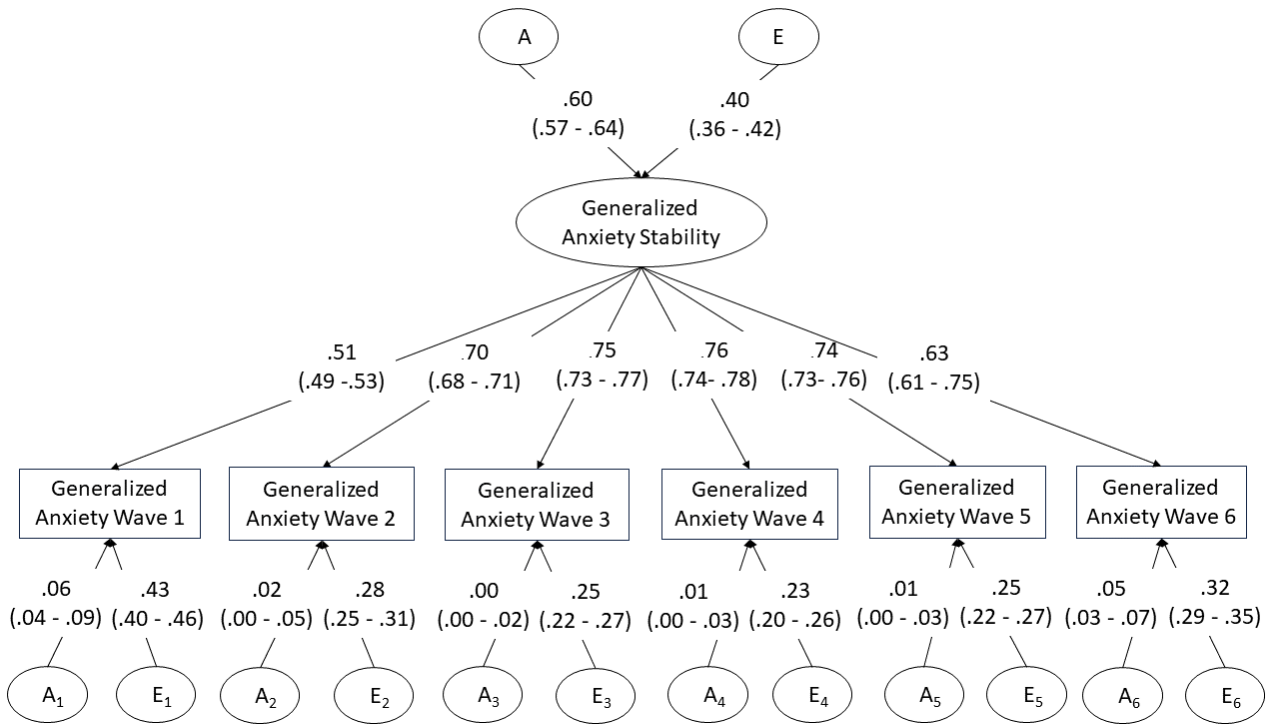 A E
.60 .40
(.57 - .64) (.36 - .42)
Generalized
Anxiety Stability
.51 .70 .75 .76 .74 .63
(.49 -.53) (.68 - .71) (.73 - .77) (.74- .78) (.73- .76) (.61 - .75)
Generalized Generalized Generalized Generalized Generalized Generalized
Anxiety Wave 1 Anxiety Wave 2 Anxiety Wave 3 Anxiety Wave 4 Anxiety Wave 5 Anxiety Wave 6
.06 .43 .02 .28 .00 .25 .01 .23 .01 .25 .05 .32
(.04 - .09) (.40 - .46) (.00 - .05) (.25 - .31) (.00 - .02) (.22 - .27) (.00 - .03) (.20 - .26) (.00 - .03) (.22 - .27) (.03 - .07) (.29 - .35)
A₁ E₁ A₂ E₂ A₃ E₃ A₄ E₄ A₅ E₅ A₆ E₆